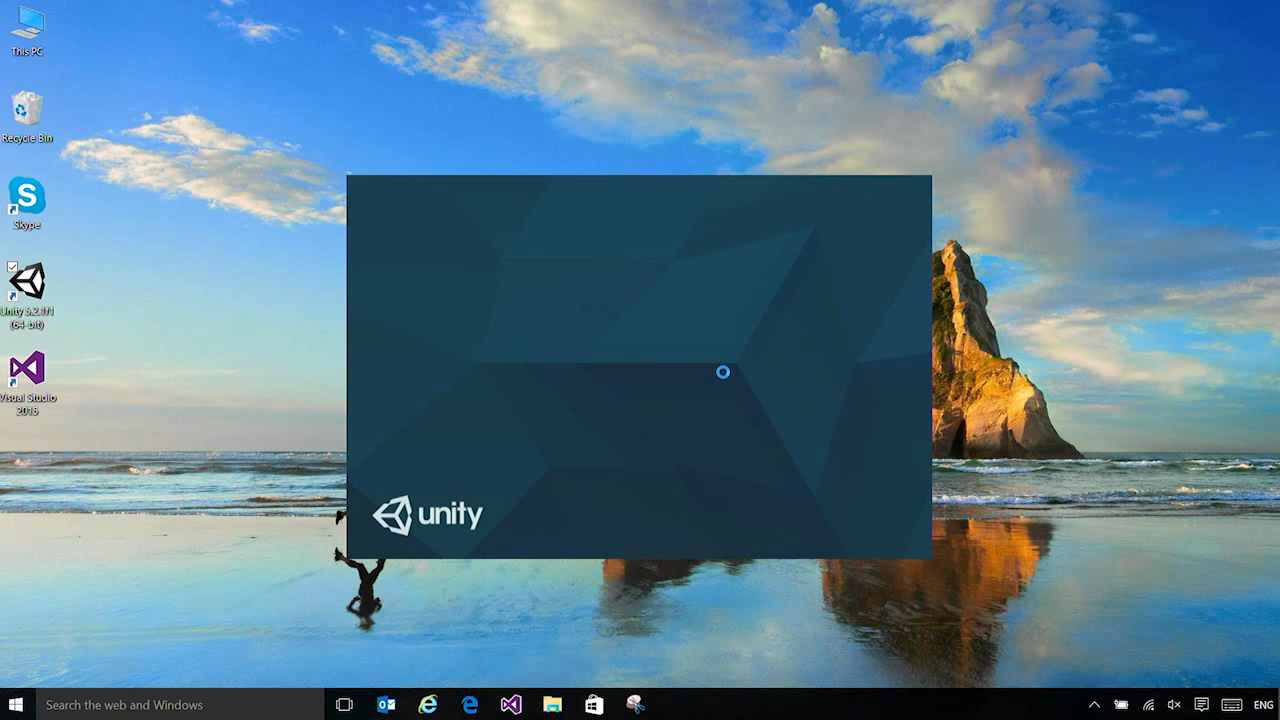 This PC
Recycle Bin
S
Skype
Unity 5.2.1f1
(64-bit)
Visual Studio
2015
unity
Search the web and Windows
ENG